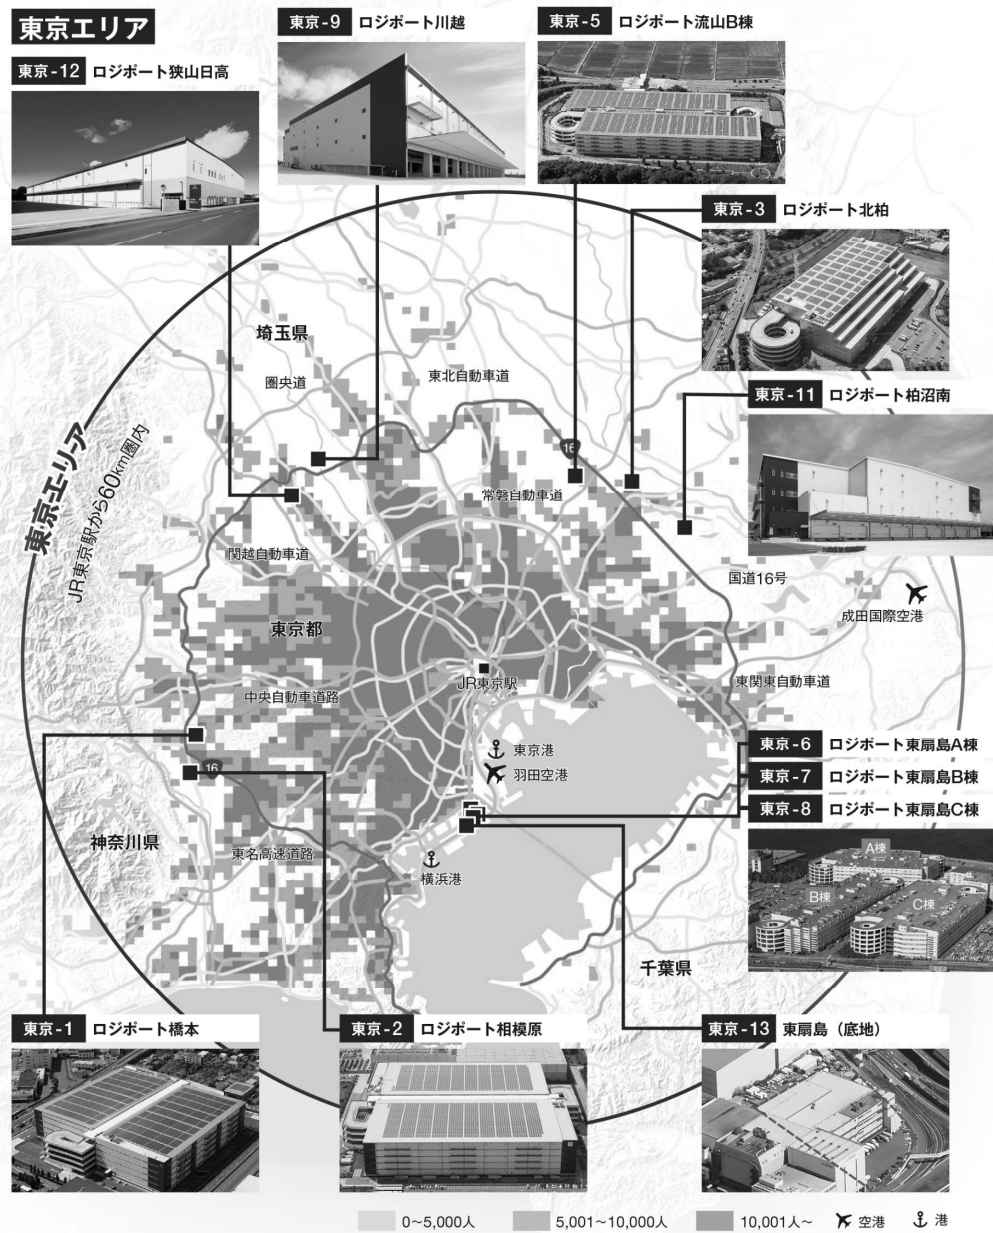 東京エリア
東京-12 ロジポート狭山日高
東京-9 ロジポート川越
東京-5 ロジポート流山B棟
東京-3 ロジポート北柏
東京-11 ロジポート柏沼南
埼玉県
圏央道
東北自動車道
16
常磐自動車道
関越自動車道
東京エリア
JR東京駅から60km圏内
国道16号
成田国際空港
東京都
JR東京駅
中央自動車道路
東関東自動車道
東京港
羽田空港
16
東京-6 ロジポート東扇島A棟
東京-7 ロジポート東扇島B棟
東京-8 ロジポート東扇島C棟
A棟
B棟
C棟
神奈川県
東名高速道路
横浜港
千葉県
東京-1 ロジポート橋本
東京-2 ロジポート相模原
東京-13 東扇島（底地）
0〜5,000人 5,001〜10,000人 10,001人〜 空港 港